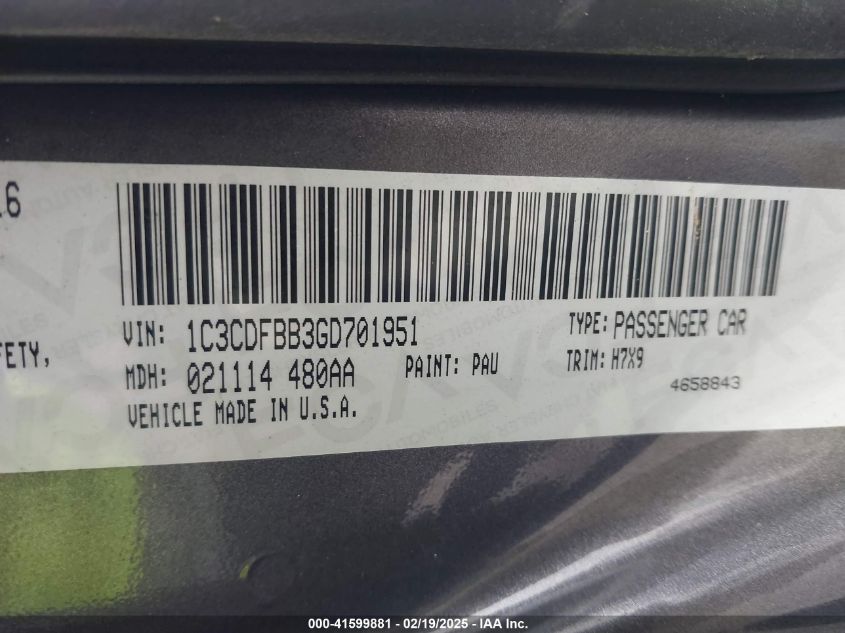 16
FETY,
VIN: 1C3CDFBB3GD701951
TYPE: PASSENGER CAR
MDH: 021114 480AA
PAINT: PAU
TRIM: H7X9
VEHICLE MADE IN U.S.A.
4658843
000-41599881 - 02/19/2025 - IAA Inc.